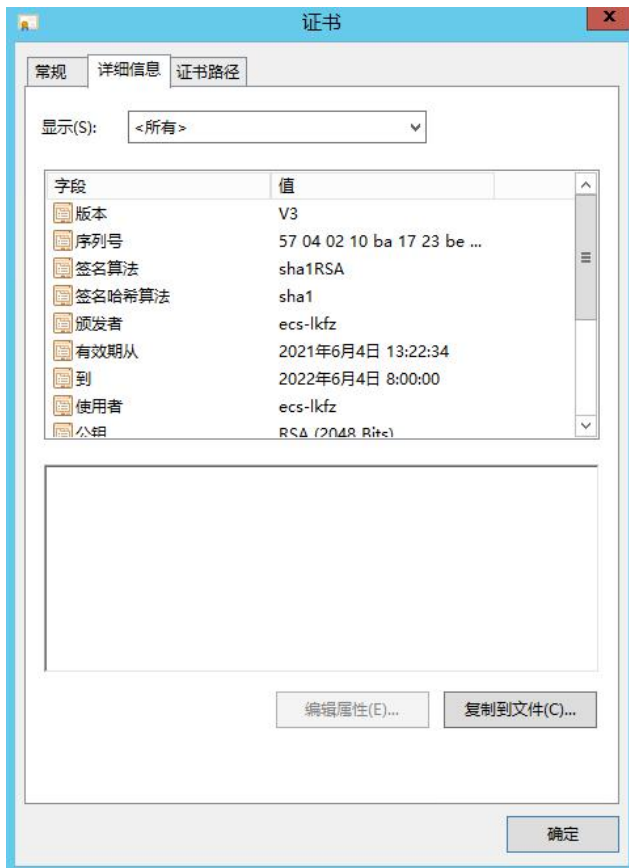 证书
x
常规 详细信息 证书路径
显示(S): <所有>
字段 值
版本 V3
序列号 57 04 02 10 ba 17 23 be ...
签名算法 sha1RSA
签名哈希算法 sha1
颁发者 ecs-lkfz
有效期从 2021年6月4日 13:22:34
到 2022年6月4日 8:00:00
使用者 ecs-lkfz
公钥 RSA (2048 Bits)
编辑属性(E)... 复制到文件(C)...
确定